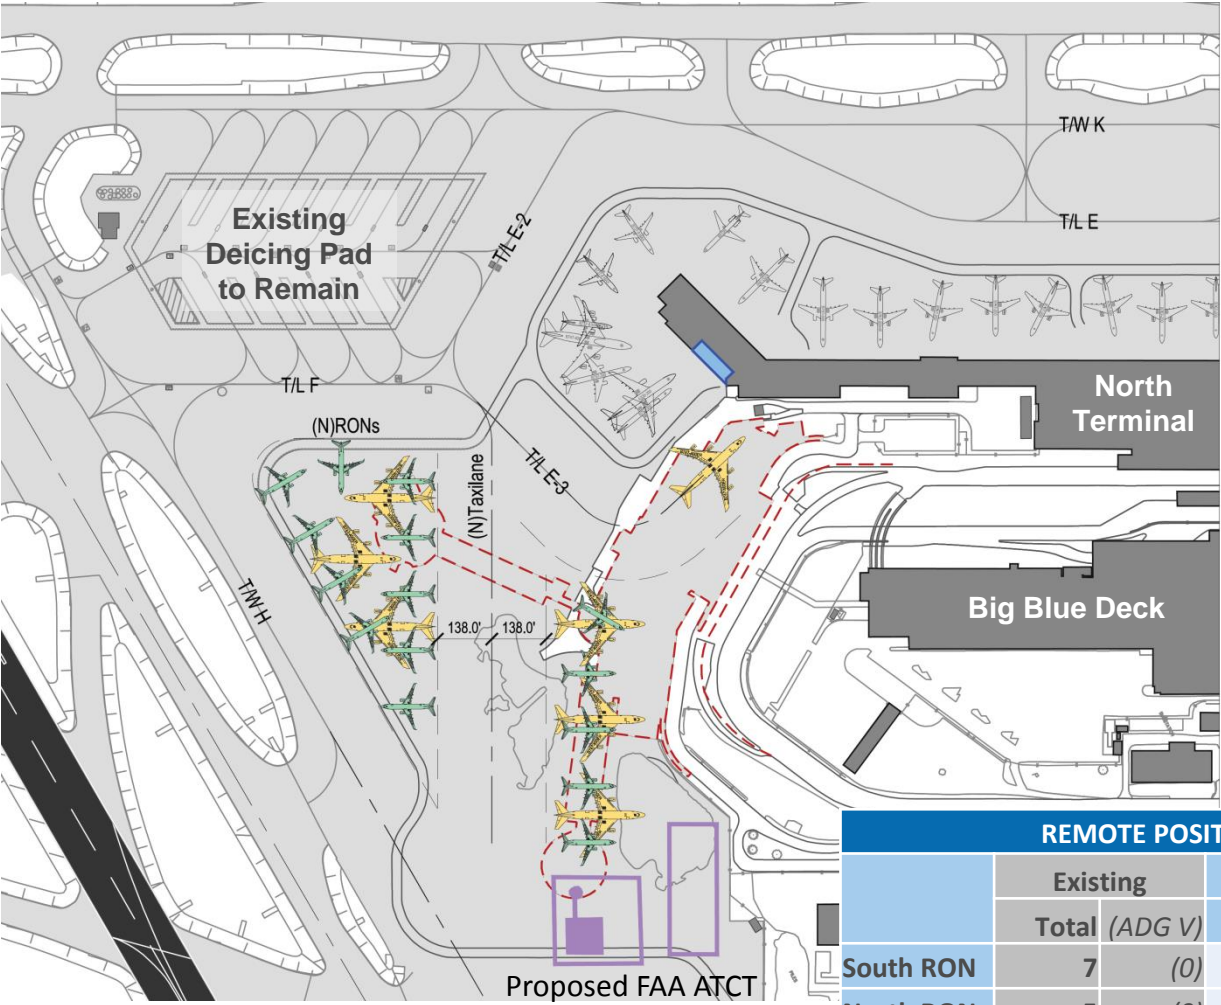 T/W K
T/L E
T/L E-2
Existing
Deicing Pad
to Remain
T/L F
(N)RONs
T/L E-3
(N)Taxilane
North
Terminal
T/W H
138.0' 138.0'
Big Blue Deck
REMOTE POSIT
Existing
Total (ADG V)
South RON 7 (0)
Proposed FAA ATCT